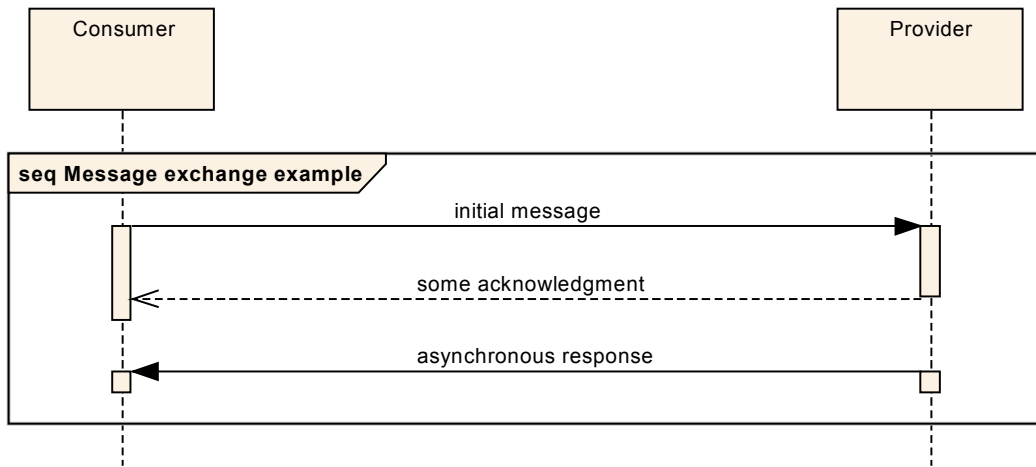 Consumer
Provider
seq Message exchange example
initial message
some acknowledgment
asynchronous response